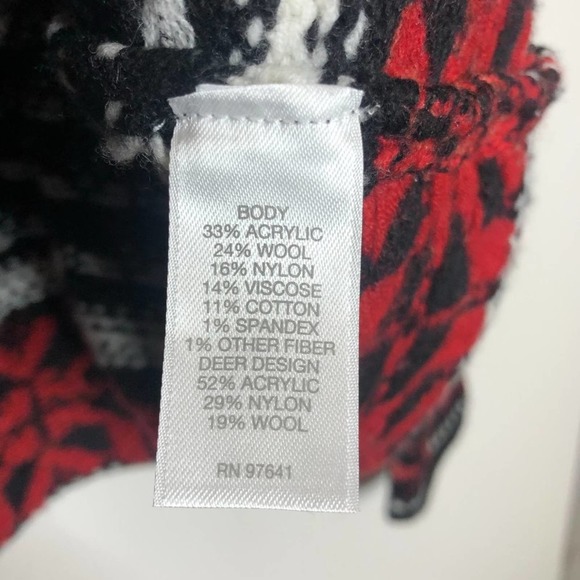 BODY
33% ACRYLIC
24% WOOL
16% NYLON
14% VISCOSE
11% COTTON
1% SPANDEX
1% OTHER FIBER
DEER DESIGN
52% ACRYLIC
29% NYLON
19% WOOL
RN 97641